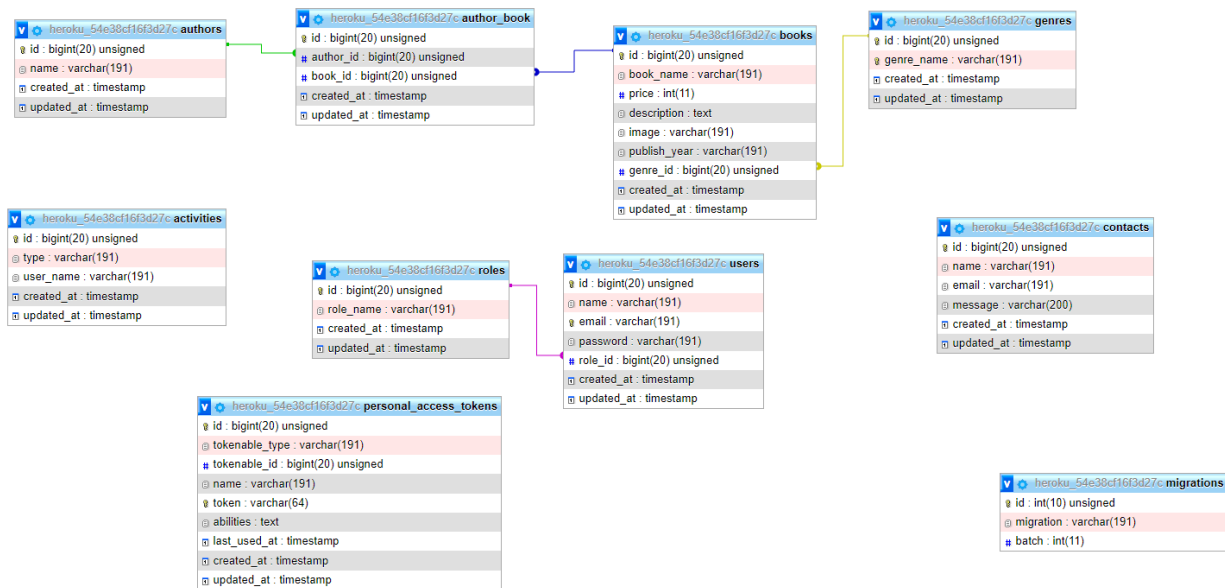 heroku_54e38cf16f3d27c authors
id : bigint(20) unsigned
name : varchar(191)
created_at : timestamp
updated_at : timestamp
heroku_54e38cf16f3d27c author_book
id : bigint(20) unsigned
author_id : bigint(20) unsigned
book_id : bigint(20) unsigned
created_at : timestamp
updated_at : timestamp
heroku_54e38cf16f3d27c books
id : bigint(20) unsigned
book_name : varchar(191)
price : int(11)
description : text
image : varchar(191)
publish_year : varchar(191)
genre_id : bigint(20) unsigned
created_at : timestamp
updated_at : timestamp
heroku_54e38cf16f3d27c genres
id : bigint(20) unsigned
genre_name : varchar(191)
created_at : timestamp
updated_at : timestamp
heroku_54e38cf16f3d27c activities
id : bigint(20) unsigned
type : varchar(191)
user_name : varchar(191)
created_at : timestamp
updated_at : timestamp
heroku_54e38cf16f3d27c roles
id : bigint(20) unsigned
role_name : varchar(191)
created_at : timestamp
updated_at : timestamp
heroku_54e38cf16f3d27c users
id : bigint(20) unsigned
name : varchar(191)
email : varchar(191)
password : varchar(191)
role_id : bigint(20) unsigned
created_at : timestamp
updated_at : timestamp
heroku_54e38cf16f3d27c contacts
id : bigint(20) unsigned
name : varchar(191)
email : varchar(191)
message : varchar(200)
created_at : timestamp
updated_at : timestamp
heroku_54e38cf16f3d27c personal_access_tokens
id : bigint(20) unsigned
tokenable_type : varchar(191)
tokenable_id : bigint(20) unsigned
name : varchar(191)
token : varchar(64)
abilities : text
last_used_at : timestamp
created_at : timestamp
updated_at : timestamp
heroku_54e38cf16f3d27c migrations
id : int(10) unsigned
migration : varchar(191)
batch : int(11)